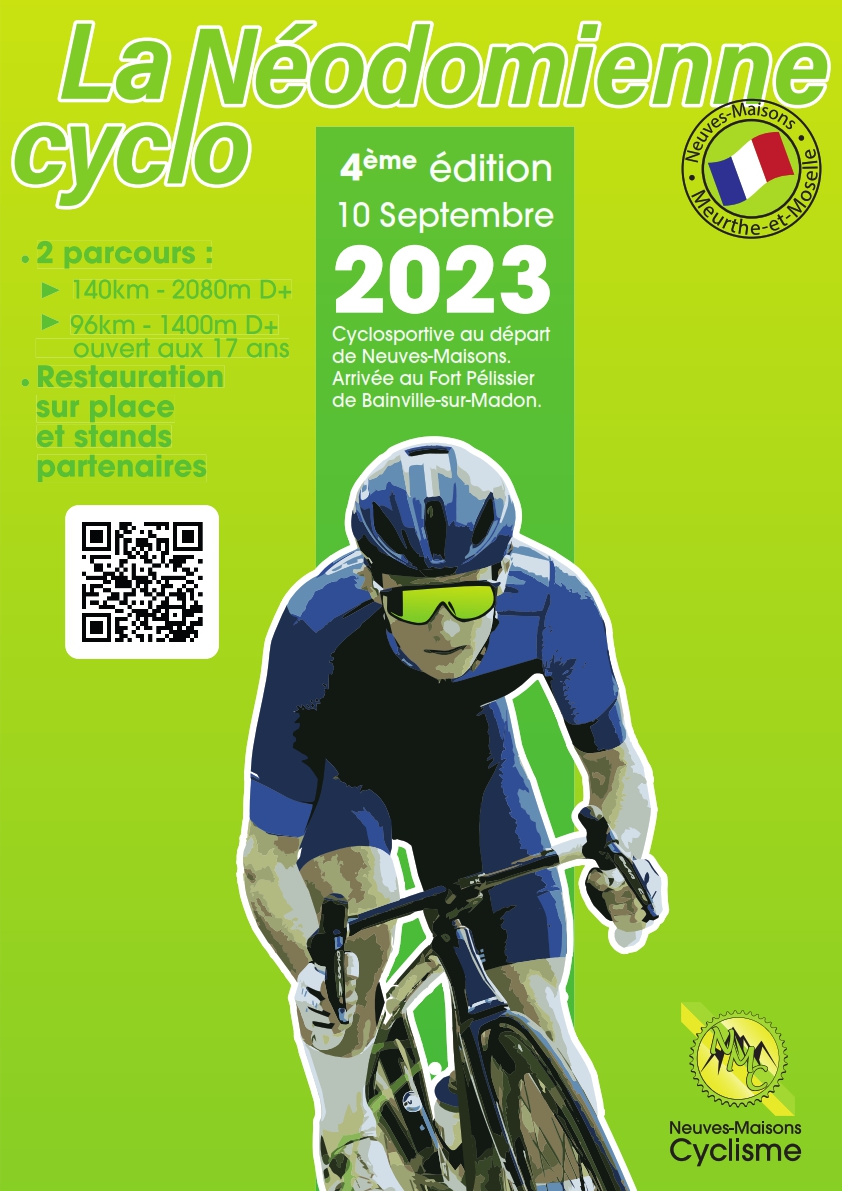 La Néodomienne
cyclo
4ème édition
10 Septembre
2023
Cyclosportive au départ
de Neuves-Maisons.
Arrivée au Fort Pélissier
de Bainville-sur-Madon.
Neuves-Maisons
Meurthe-et-Moselle
. 2 parcours :
► 140km - 2080m D+
► 96km - 1400m D+
ouvert aux 17 ans
. Restauration
sur place
et stands
partenaires
NMC
Neuves-Maisons
Cyclisme